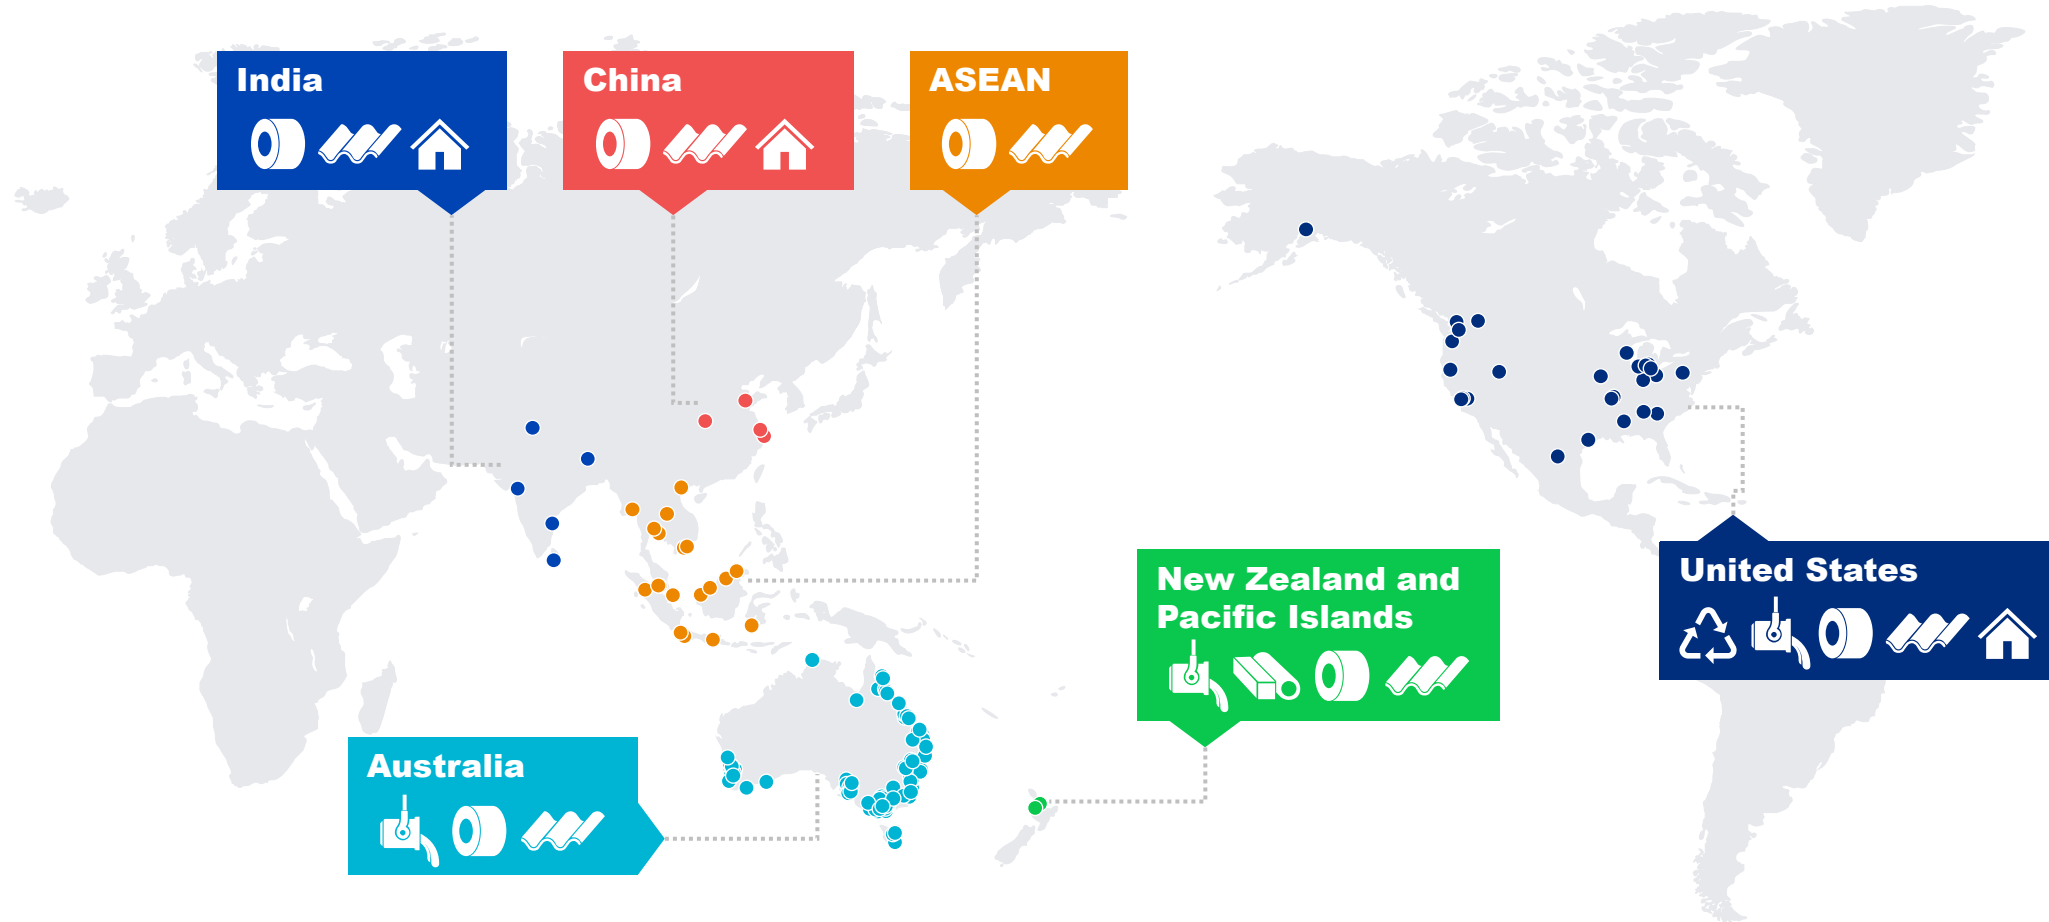 India
China
ASEAN
New Zealand and
Pacific Islands
United States
Australia